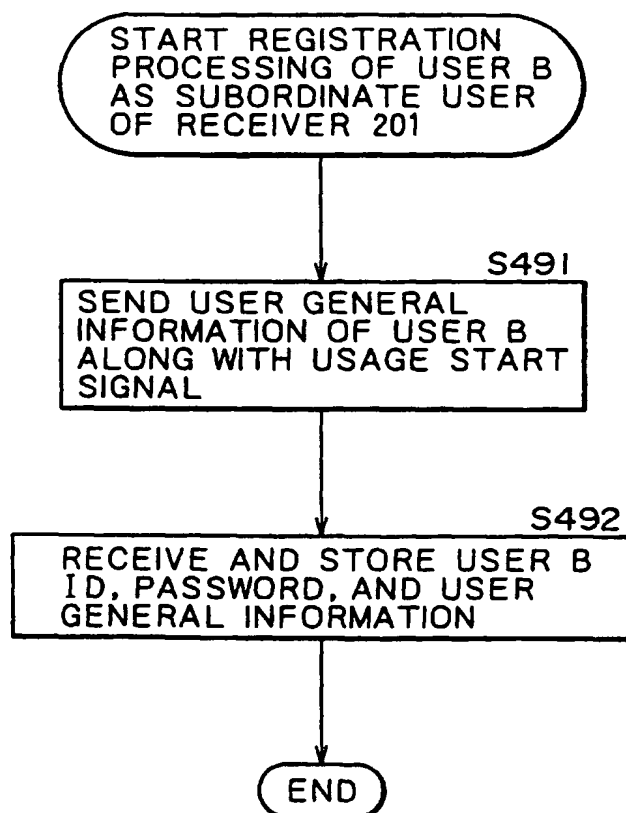 START REGISTRATION
PROCESSING OF USER B
AS SUBORDINATE USER
OF RECEIVER 201
S491
SEND USER GENERAL
INFORMATION OF USER B
ALONG WITH USAGE START
SIGNAL
S492
RECEIVE AND STORE USER B
ID, PASSWORD, AND USER
GENERAL INFORMATION
END